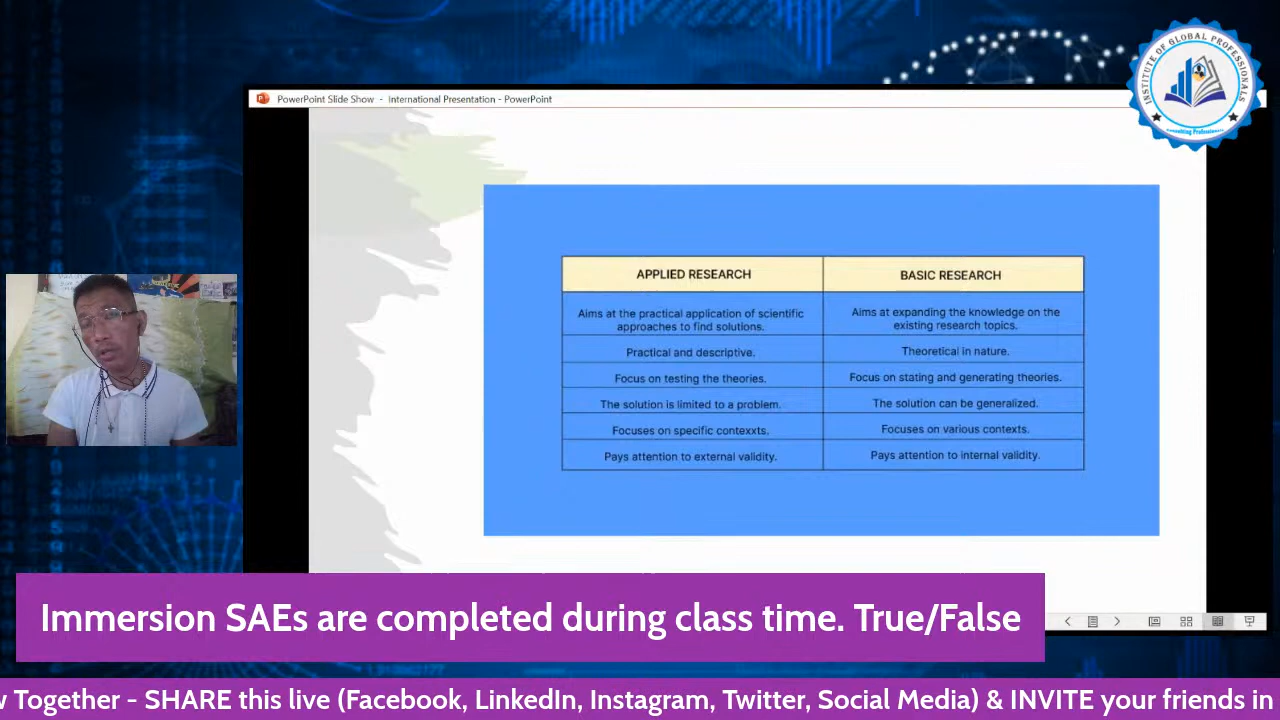 INSTITUTE OF GLOBAL PROFESSIONALS
Consulting Professionals
PowerPoint Slide Show - International Presentation - PowerPoint
APPLIED RESEARCH
BASIC RESEARCH
Aims at the practical application of scientific
approaches to find solutions.
Aims at expanding the knowledge on the
existing research topics.
Practical and descriptive.
Theoretical in nature.
Focus on testing the theories.
Focus on stating and generating theories.
The solution is limited to a problem.
The solution can be generalized.
Focuses on specific contexxts.
Focuses on various contexts.
Pays attention to external validity.
Pays attention to internal validity.
Immersion SAEs are completed during class time. True/False
Together - SHARE this live (Facebook, LinkedIn, Instagram, Twitter, Social Media) & INVITE your friends in